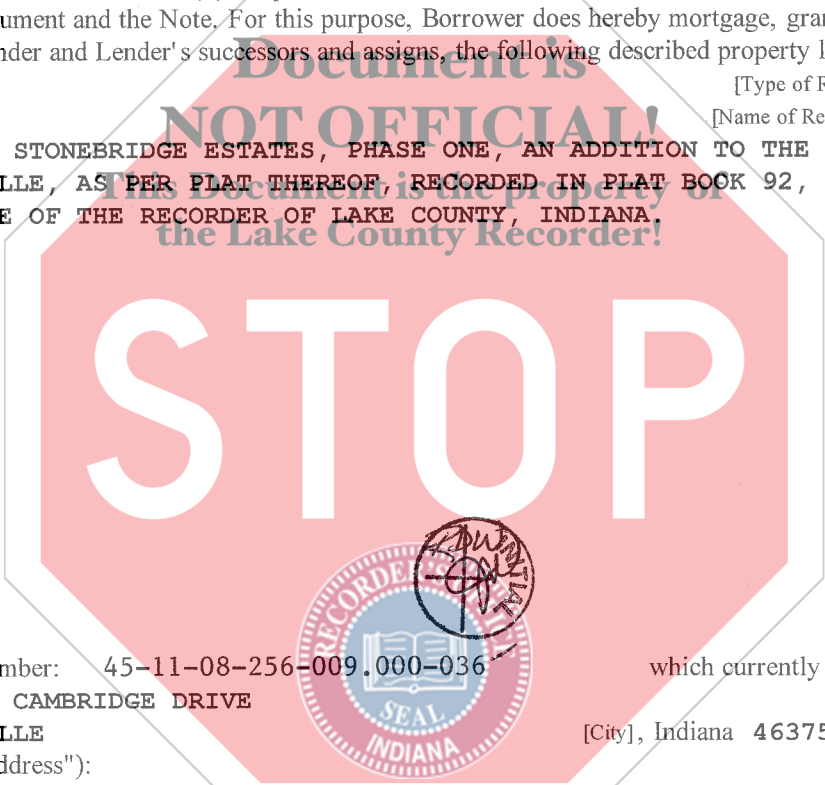 ument and the Note. For this purpose, Borrower does hereby mortgage, gran
nder and Lender's successors and assigns, the following described property l
Document is
[Type of R
NOT OFFICIAL!
[Name of Re
STONEBRIDGE ESTATES, PHASE ONE, AN ADDITION TO THE
LLE, AS PER PLAT THEREOF, RECORDED IN PLAT BOOK 92,
This Document is the property of
E OF THE RECORDER OF LAKE COUNTY, INDIANA.
the Lake County Recorder!
STOP
INITIAL
RECORDER'S OFFICE
SEAL
INDIANA
mber: 45-11-08-256-009.000-036 which currently
CAMBRIDGE DRIVE
LLE [City], Indiana 46375
ddress"):